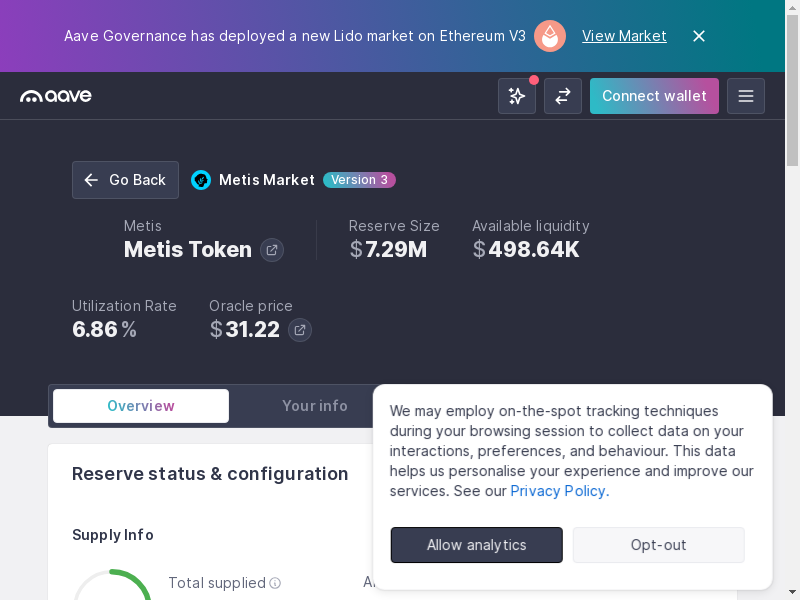 Aave Governance has deployed a new Lido market on Ethereum V3 View Market
aave Connect wallet
Go Back Metis Market Version 3
Metis Reserve Size Available liquidity
Metis Token $7.29M $498.64K
Utilization Rate Oracle price
6.86% $31.22
Overview Your info
We may employ on-the-spot tracking techniques
during your browsing session to collect data on your
interactions, preferences, and behaviour. This data
helps us personalise your experience and improve our
services. See our Privacy Policy.
Allow analytics Opt-out
Reserve status & configuration
Supply Info
Total supplied